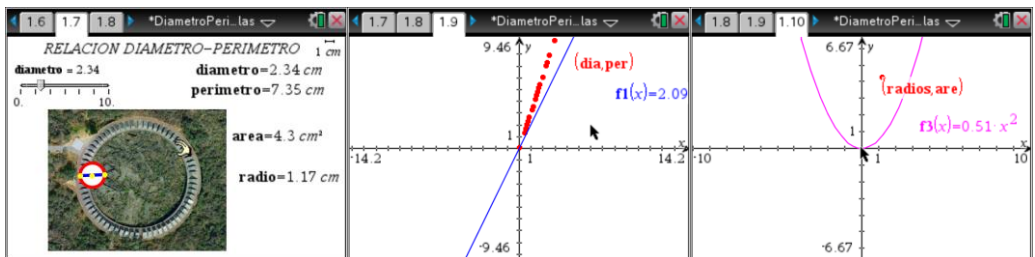 1.6 1.7 1.8 *DiametroPeri...las
RELACION DIAMETRO-PERIMETRO 1 cm
diametro = 2.34
0. 10.
diametro=2.34 cm
perimetro=7.35 cm
area=4.3 cm²
radio=1.17 cm
1.7 1.8 1.9 *DiametroPeri...las
9.46 y
(dia,per)
f1(x)=2.09
1
x
-14.2 1 14.2
-9.46
1.8 1.9 1.10 *DiametroPeri...las
6.67 y
(radios,are)
f3(x)=0.51·x²
1
x
-10 1 10
-6.67